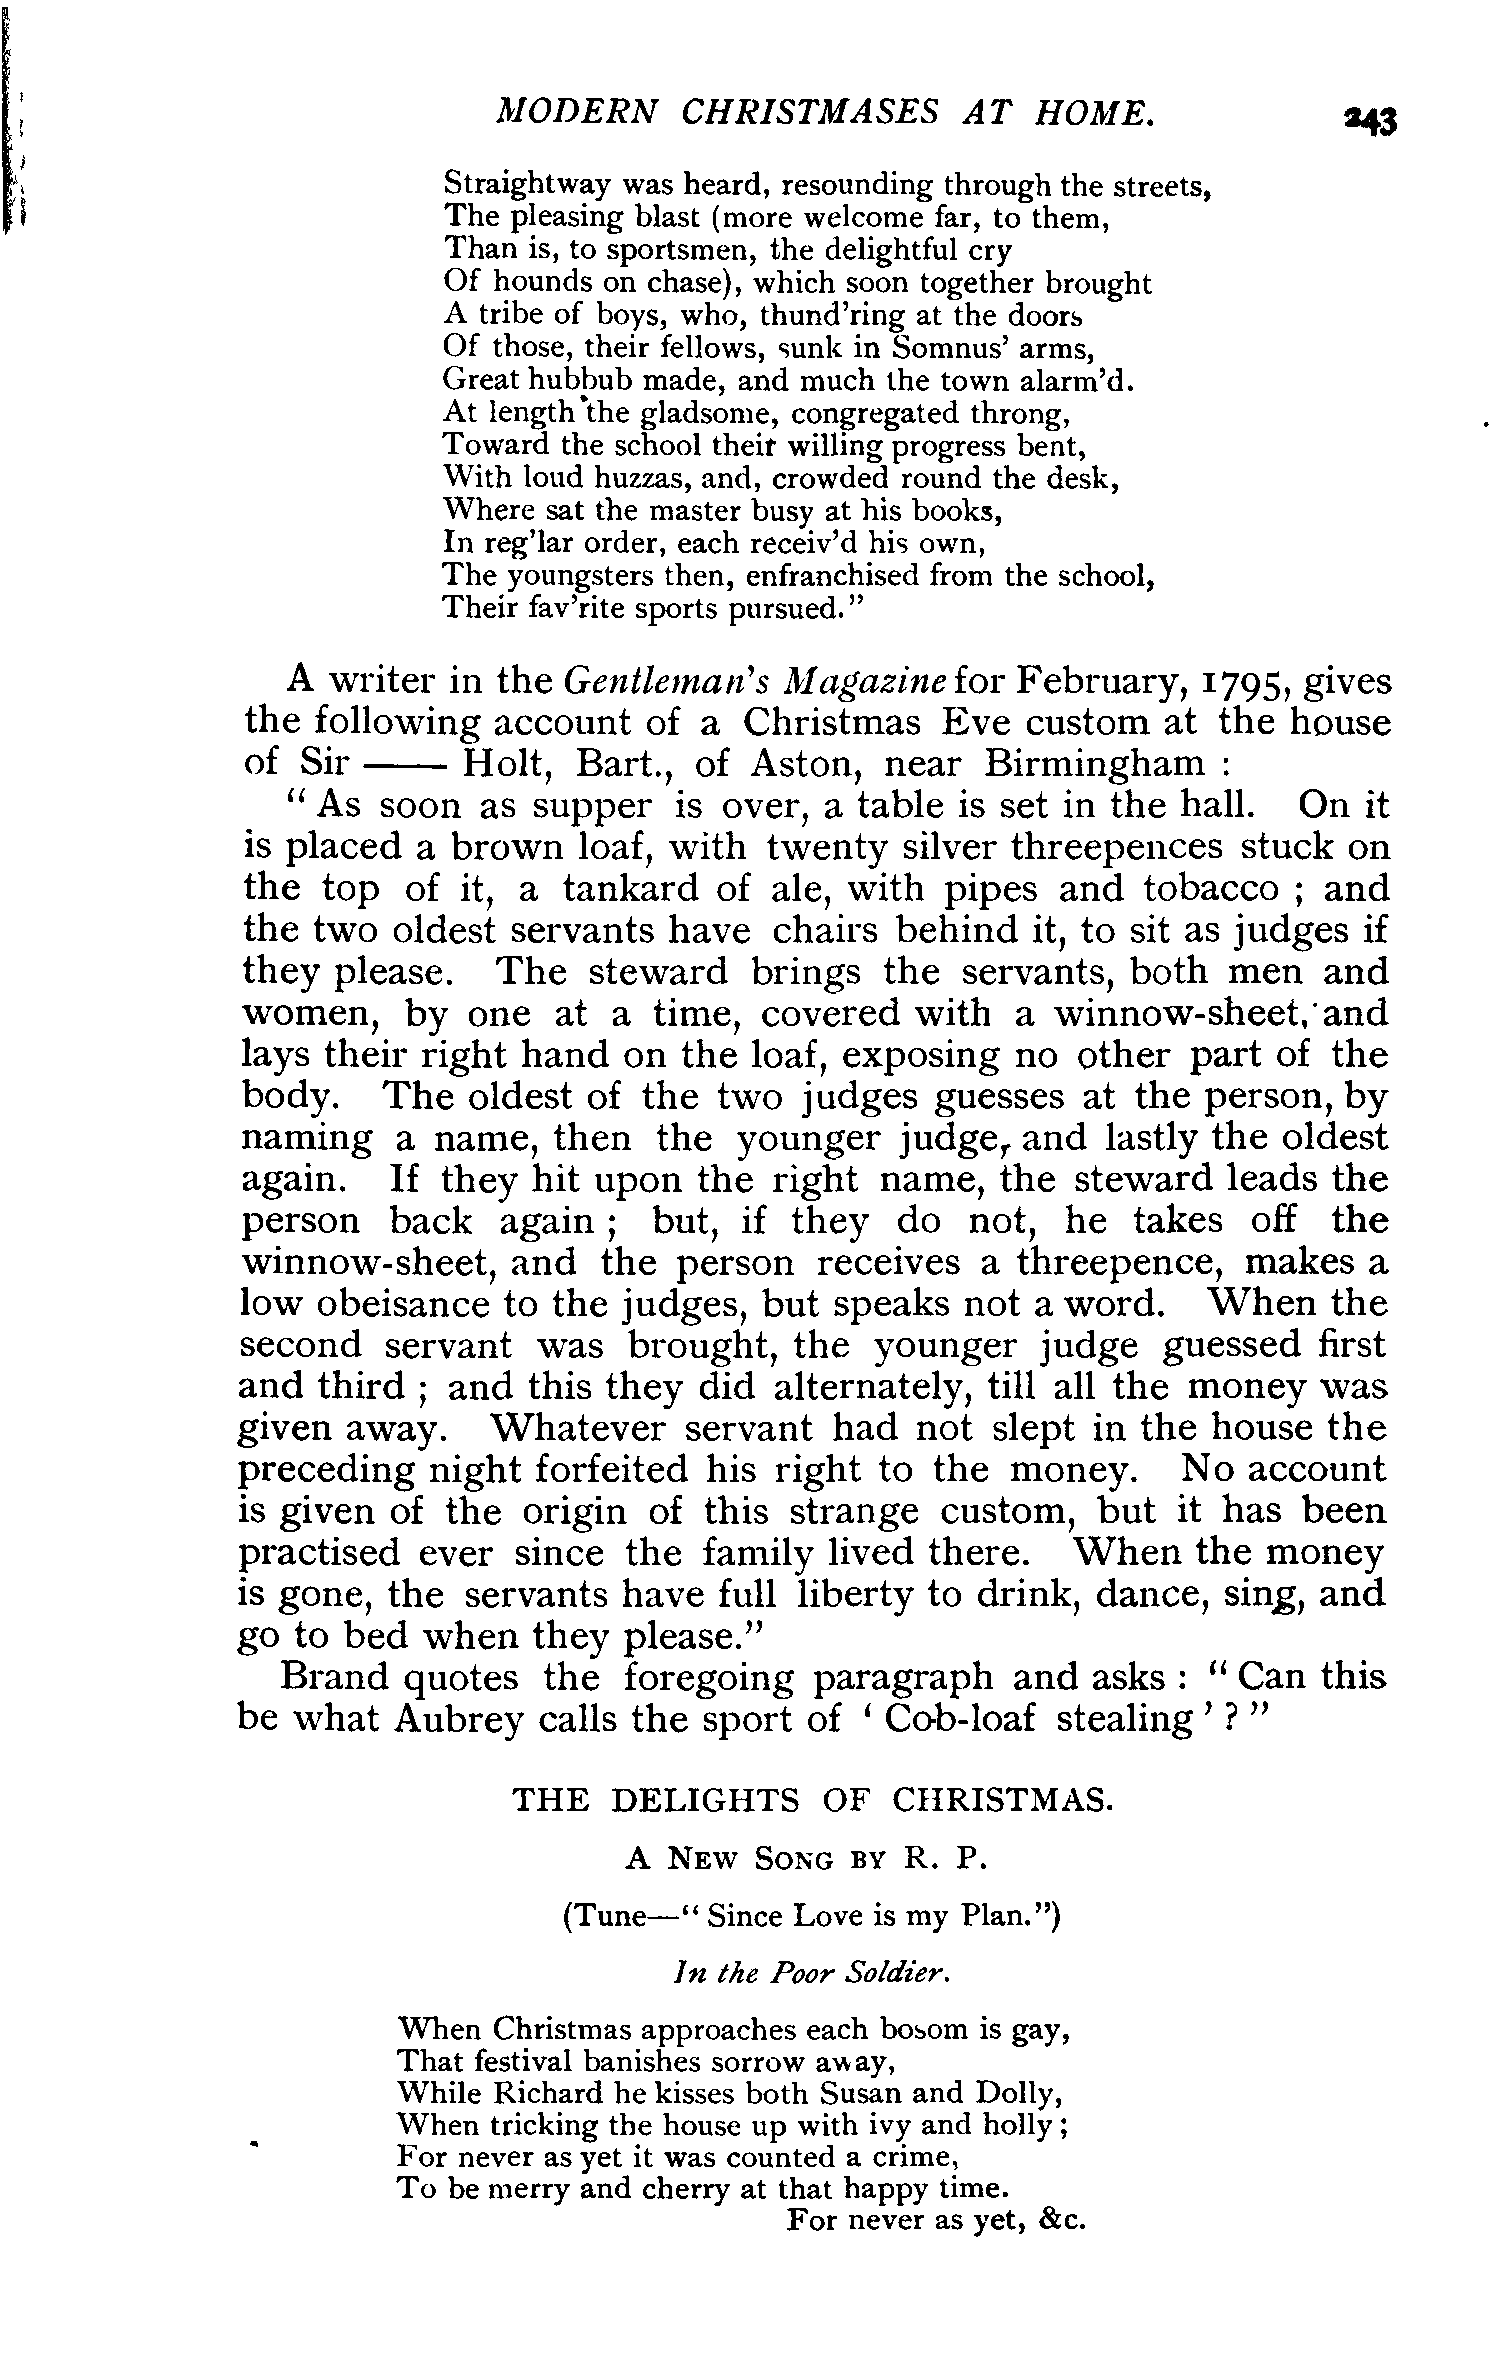 MODERN CHRISTMASES AT HOME. 243
Straightway was heard, resounding through the streets,
The pleasing blast (more welcome far, to them,
Than is, to sportsmen, the delightful cry
Of hounds on chase), which soon together brought
A tribe of boys, who, thund'ring at the doors
Of those, their fellows, sunk in Somnus' arms,
Great hubbub made, and much the town alarm'd.
At length the gladsome, congregated throng,
Toward the school their willing progress bent,
With loud huzzas, and, crowded round the desk,
Where sat the master busy at his books,
In reg'lar order, each receiv'd his own,
The youngsters then, enfranchised from the school,
Their fav'rite sports pursued."
A writer in the Gentleman's Magazine for February, 1795, gives
the following account of a Christmas Eve custom at the house
of Sir —— Holt, Bart., of Aston, near Birmingham :
" As soon as supper is over, a table is set in the hall. On it
is placed a brown loaf, with twenty silver threepences stuck on
the top of it, a tankard of ale, with pipes and tobacco ; and
the two oldest servants have chairs behind it, to sit as judges if
they please. The steward brings the servants, both men and
women, by one at a time, covered with a winnow-sheet, and
lays their right hand on the loaf, exposing no other part of the
body. The oldest of the two judges guesses at the person, by
naming a name, then the younger judge, and lastly the oldest
again. If they hit upon the right name, the steward leads the
person back again ; but, if they do not, he takes off the
winnow-sheet, and the person receives a threepence, makes a
low obeisance to the judges, but speaks not a word. When the
second servant was brought, the younger judge guessed first
and third ; and this they did alternately, till all the money was
given away. Whatever servant had not slept in the house the
preceding night forfeited his right to the money. No account
is given of the origin of this strange custom, but it has been
practised ever since the family lived there. When the money
is gone, the servants have full liberty to drink, dance, sing, and
go to bed when they please."
Brand quotes the foregoing paragraph and asks : " Can this
be what Aubrey calls the sport of ' Cob-loaf stealing ' ? "
THE DELIGHTS OF CHRISTMAS.
A NEW SONG BY R. P.
(Tune—" Since Love is my Plan.")
In the Poor Soldier.
When Christmas approaches each bosom is gay,
That festival banishes sorrow away,
While Richard he kisses both Susan and Dolly,
When tricking the house up with ivy and holly ;
For never as yet it was counted a crime,
To be merry and cherry at that happy time.
For never as yet, &c.